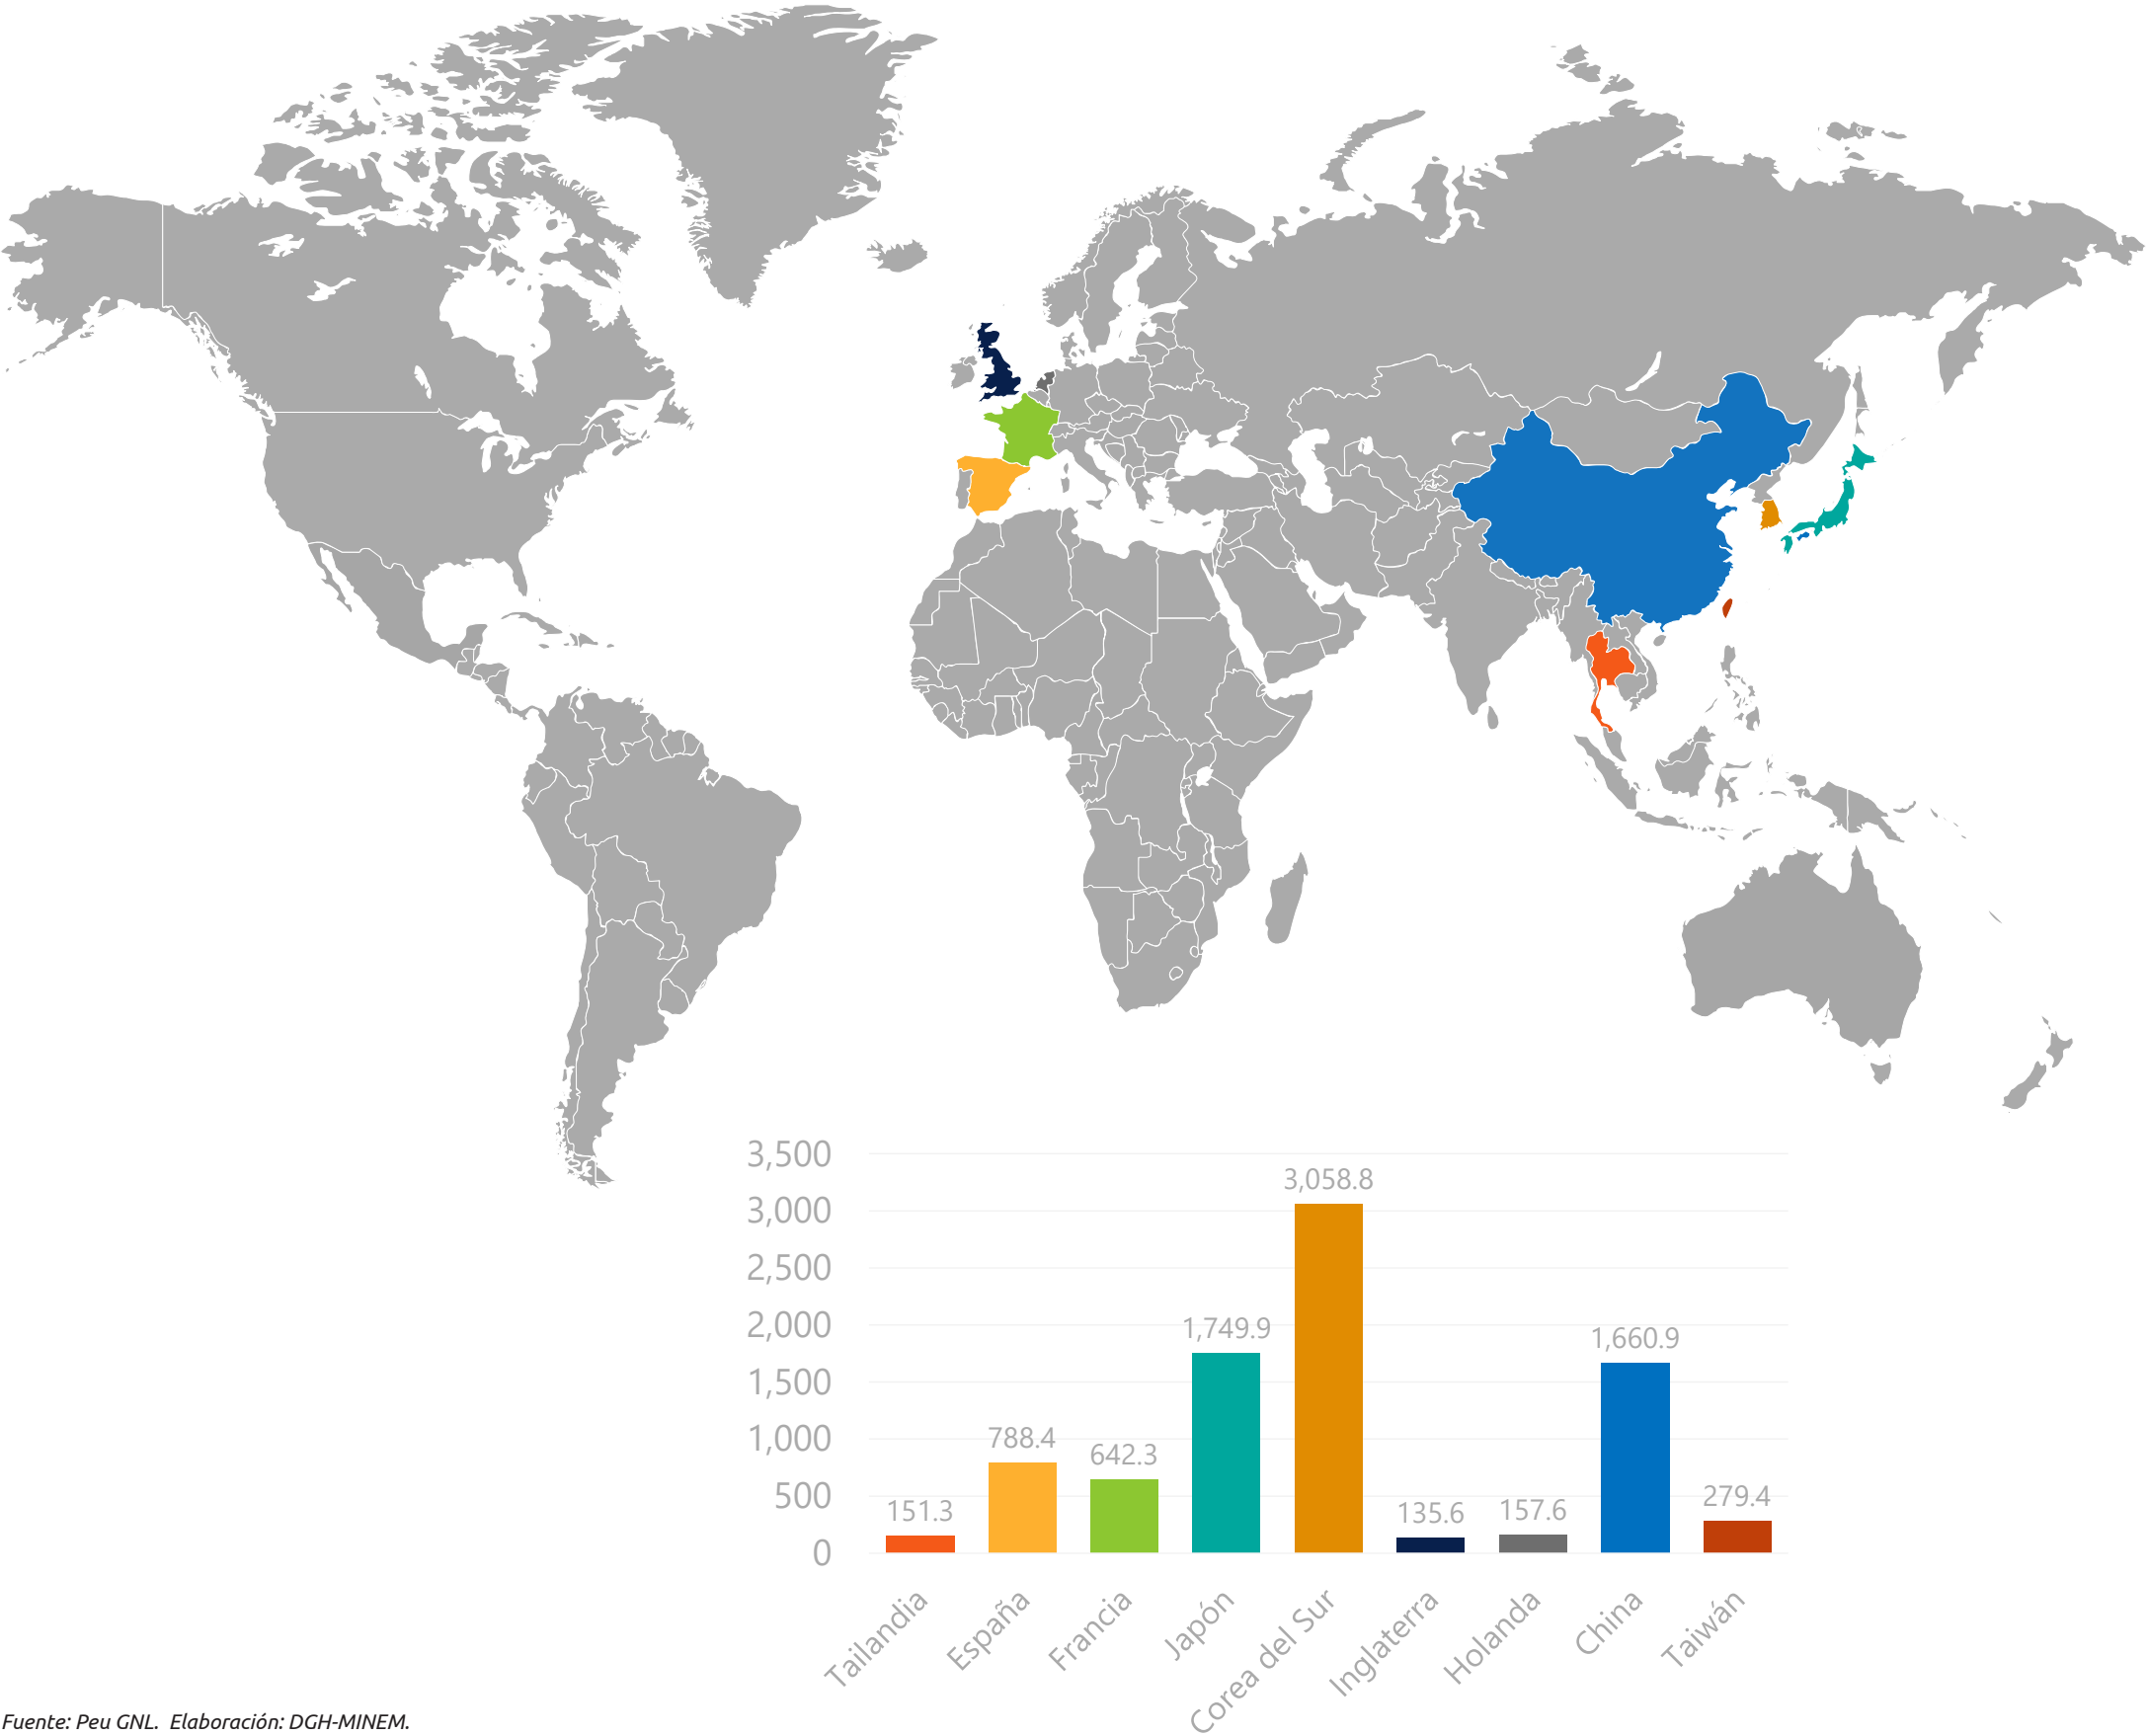 3,500
3,000
2,500
2,000
1,500
1,000
500
0
151.3
788.4
642.3
1,749.9
3,058.8
135.6
157.6
1,660.9
279.4
Tailandia
España
Francia
Japón
Corea del Sur
Inglaterra
Holanda
China
Taiwán
Fuente: Peu GNL. Elaboración: DGH-MINEM.